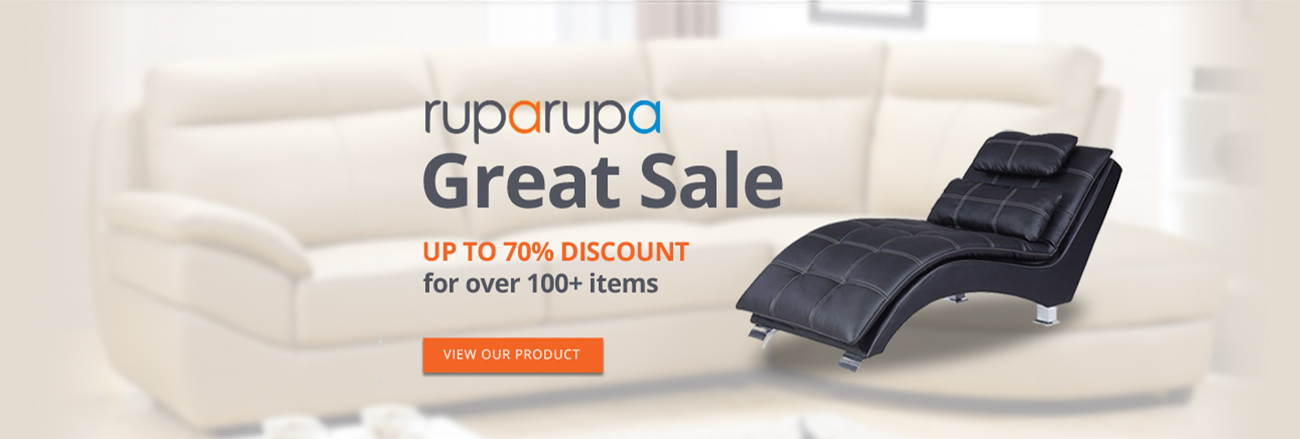 ruparupa
Great Sale
UP TO 70% DISCOUNT
for over 100+ items
VIEW OUR PRODUCT